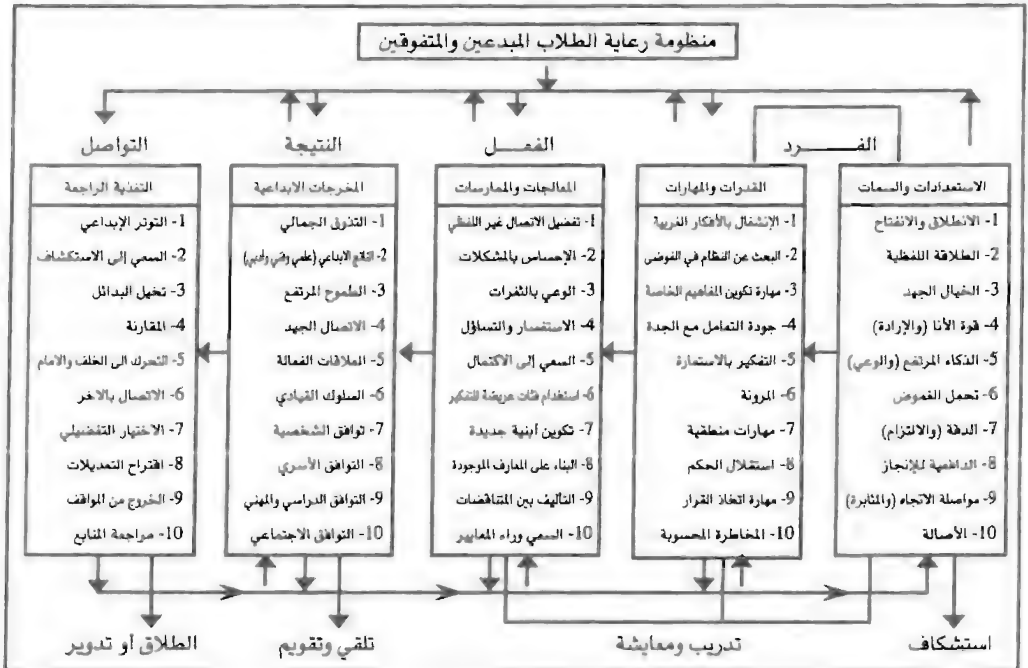 منظومة رعاية الطلاب المبدعين والمتفوقين
الفـــــرد
الفعـــل
النتيجة
التواصل
الاستعدادات والسمات
1- الانطلاق والانفتاح
2- الطلاقة اللفظية
3- الخيال الجيد
4- قوة الأنا (والإرادة)
5- الذكاء المرتفع (والوعي)
6- تحمل الغموض
7- الدقة (والالتزام)
8- الدافعية للإنجاز
9- مواصلة الاتجاه (والمثابرة)
10- الأصالة
القدرات والمهارات
1- الإنشغال بالأفكار الغريبة
2- البحث عن النظام في الفوضى
3- مهارة تكوين المفاهيم الخاصة
4- جودة التعامل مع الجدة
5- التفكير بالاستعارة
6- المرونة
7- مهارات منطقية
8- استقلال الحكم
9- مهارة اتخاذ القرار
10- المخاطرة المحسوبة
المعالجات والممارسات
1- تفضيل الاتصال غير اللفظي
2- الإحساس بالمشكلات
3- الوعي بالثغرات
4- الاستفسار والتساؤل
5- السعي إلى الاكتمال
6- استخدام فئات عريضة للتفكير
7- تكوين أبنية جديدة
8- البناء على المعارف الموجودة
9- التأليف بين المتناقضات
10- السعي وراء المعايير
المخرجات الابداعية
1- التذوق الجمالي
2- الناتج الابداعي (علمي وفني وأدبي)
3- الطموح المرتفع
4- الاتصال الجيد
5- العلاقات الفعالة
6- السلوك القيادي
7- توافق الشخصية
8- التوافق الأسري
9- التوافق الدراسي والمهني
10- التوافق الاجتماعي
التغذية الراجعة
1- التوتر الإبداعي
2- السعي إلى الاستكشاف
3- تخيل البدائل
4- المقارنة
5- التحرك الى الخلف والامام
6- الاتصال بالاخر
7- الاختيار التفضيلي
8- اقتراح التعديلات
9- الخروج من المواقف
10- مراجعة المنابع
استشكاف
تدريب ومعايشة
تلقي وتقويم
الطلاق أو تدوير